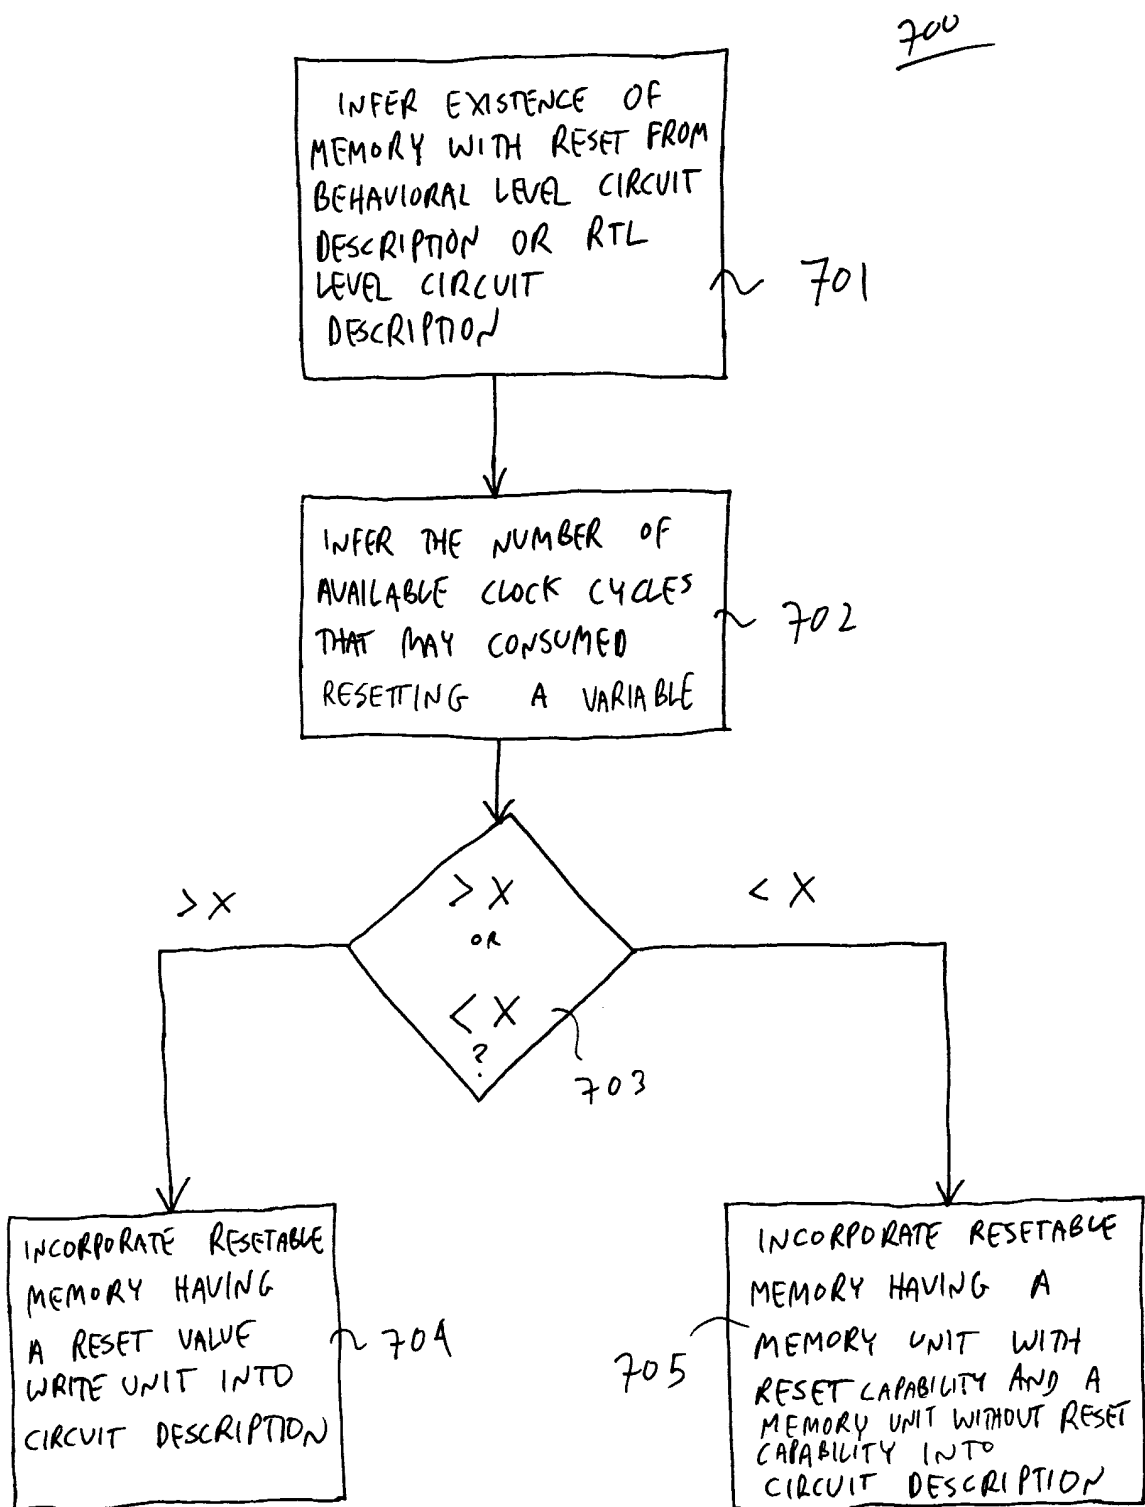 700
INFER EXISTENCE OF
MEMORY WITH RESET FROM
BEHAVIORAL LEVEL CIRCUIT
DESCRIPTION OR RTL
LEVEL CIRCUIT
DESCRIPTION
701
INFER THE NUMBER OF
AVAILABLE CLOCK CYCLES
THAT MAY CONSUMED
RESETTING A VARIABLE
702
> X
> X
OR
< X
?
< X
703
INCORPORATE RESETABLE
MEMORY HAVING
A RESET VALUE
WRITE UNIT INTO
CIRCUIT DESCRIPTION
704
INCORPORATE RESETABLE
MEMORY HAVING A
MEMORY UNIT WITH
RESET CAPABILITY AND A
MEMORY UNIT WITHOUT RESET
CAPABILITY INTO
CIRCUIT DESCRIPTION
705